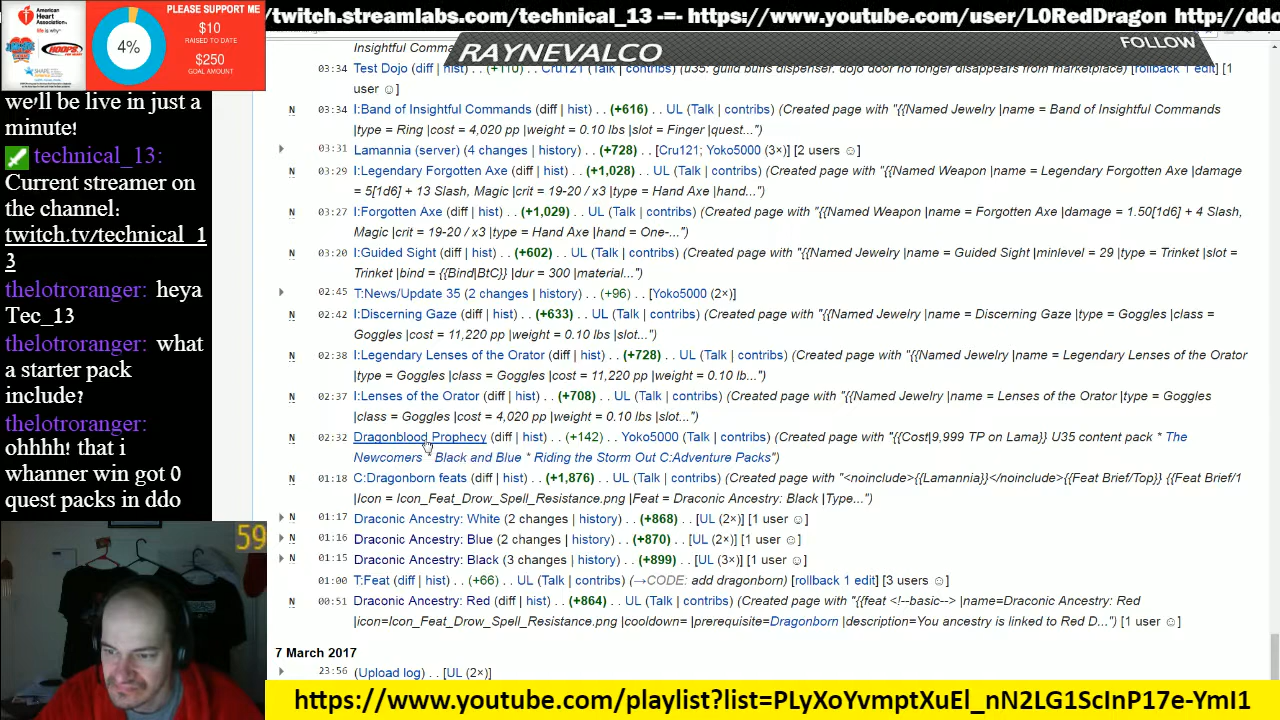 American Heart Association
life is why
HOOPS
SHAPE
4%
PLEASE SUPPORT ME
$10
RAISED TO DATE
$250
GOAL AMOUNT
/twitch.streamlabs.com/technical_13 -=- https://www.youtube.com/user/L0RedDragon http://ddo
RAYNEVALCO
FOLLOW
we'll be live in just a
minute!
technical_13:
Current streamer on
the channel:
twitch.tv/technical_1
3
thelotroranger: heya
Tec_13
thelotroranger: what
a starter pack
include?
thelotroranger:
ohhhh! that i
whanner win got 0
quest packs in ddo
59
Insightful Comma
03:34 Test Dojo (diff | hist) . . (+110) . . Cru121 (Talk | contribs) (u35: gumdrops dispenser, dojo door no longer disappears from marketplace) [rollback 1 edit] [1
user ☺]
N 03:34 I:Band of Insightful Commands (diff | hist) . . (+616) . . UL (Talk | contribs) (Created page with "{{Named Jewelry |name = Band of Insightful Commands
|type = Ring |cost = 4,020 pp |weight = 0.10 lbs |slot = Finger |quest...")
03:31 Lamannia (server) (4 changes | history) . . (+728) . . [Cru121; Yoko5000 (3×)] [2 users ☺]
N 03:29 I:Legendary Forgotten Axe (diff | hist) . . (+1,028) . . UL (Talk | contribs) (Created page with "{{Named Weapon |name = Legendary Forgotten Axe |damage
= 5[1d6] + 13 Slash, Magic |crit = 19-20 / x3 |type = Hand Axe |hand...")
N 03:27 I:Forgotten Axe (diff | hist) . . (+1,029) . . UL (Talk | contribs) (Created page with "{{Named Weapon |name = Forgotten Axe |damage = 1.50[1d6] + 4 Slash,
Magic |crit = 19-20 / x3 |type = Hand Axe |hand = One-...")
N 03:20 I:Guided Sight (diff | hist) . . (+602) . . UL (Talk | contribs) (Created page with "{{Named Jewelry |name = Guided Sight |minlevel = 29 |type = Trinket |slot =
Trinket |bind = {{Bind|BtC}} |dur = 300 |material...")
02:45 T:News/Update 35 (2 changes | history) . . (+96) . . [Yoko5000 (2×)]
N 02:42 I:Discerning Gaze (diff | hist) . . (+633) . . UL (Talk | contribs) (Created page with "{{Named Jewelry |name = Discerning Gaze |type = Goggles |class =
Goggles |cost = 11,220 pp |weight = 0.10 lbs |slot...")
N 02:38 I:Legendary Lenses of the Orator (diff | hist) . . (+728) . . UL (Talk | contribs) (Created page with "{{Named Jewelry |name = Legendary Lenses of the Orator
|type = Goggles |class = Goggles |cost = 11,220 pp |weight = 0.10 lb...")
N 02:37 I:Lenses of the Orator (diff | hist) . . (+708) . . UL (Talk | contribs) (Created page with "{{Named Jewelry |name = Lenses of the Orator |type = Goggles
|class = Goggles |cost = 4,020 pp |weight = 0.10 lbs |slot...")
N 02:32 Dragonblood Prophecy (diff | hist) . . (+142) . . Yoko5000 (Talk | contribs) (Created page with "{{Cost|9,999 TP on Lama}} U35 content pack * The
Newcomers * Black and Blue * Riding the Storm Out C:Adventure Packs")
N 01:18 C:Dragonborn feats (diff | hist) . . (+1,876) . . UL (Talk | contribs) (Created page with "<noinclude>{{Lamannia}}</noinclude>{{Feat Brief/Top}} {{Feat Brief/1
|Icon = Icon_Feat_Drow_Spell_Resistance.png |Feat = Draconic Ancestry: Black |Type...")
N 01:17 Draconic Ancestry: White (2 changes | history) . . (+868) . . [UL (2×)] [1 user ☺]
N 01:16 Draconic Ancestry: Blue (2 changes | history) . . (+870) . . [UL (2×)] [1 user ☺]
N 01:15 Draconic Ancestry: Black (3 changes | history) . . (+899) . . [UL (3×)] [1 user ☺]
01:00 T:Feat (diff | hist) . . (+66) . . UL (Talk | contribs) (→CODE: add dragonborn) [rollback 1 edit] [3 users ☺]
N 00:51 Draconic Ancestry: Red (diff | hist) . . (+864) . . UL (Talk | contribs) (Created page with "{{feat <!--basic--> |name=Draconic Ancestry: Red
|icon=Icon_Feat_Drow_Spell_Resistance.png |cooldown= |prerequisite=Dragonborn |description=You ancestry is linked to Red D...") [1 user ☺]
7 March 2017
23:56 (Upload log) . . [UL (2×)]
https://www.youtube.com/playlist?list=PLyXoYvmptXuEl_nN2LG1ScInP17e-YmI1